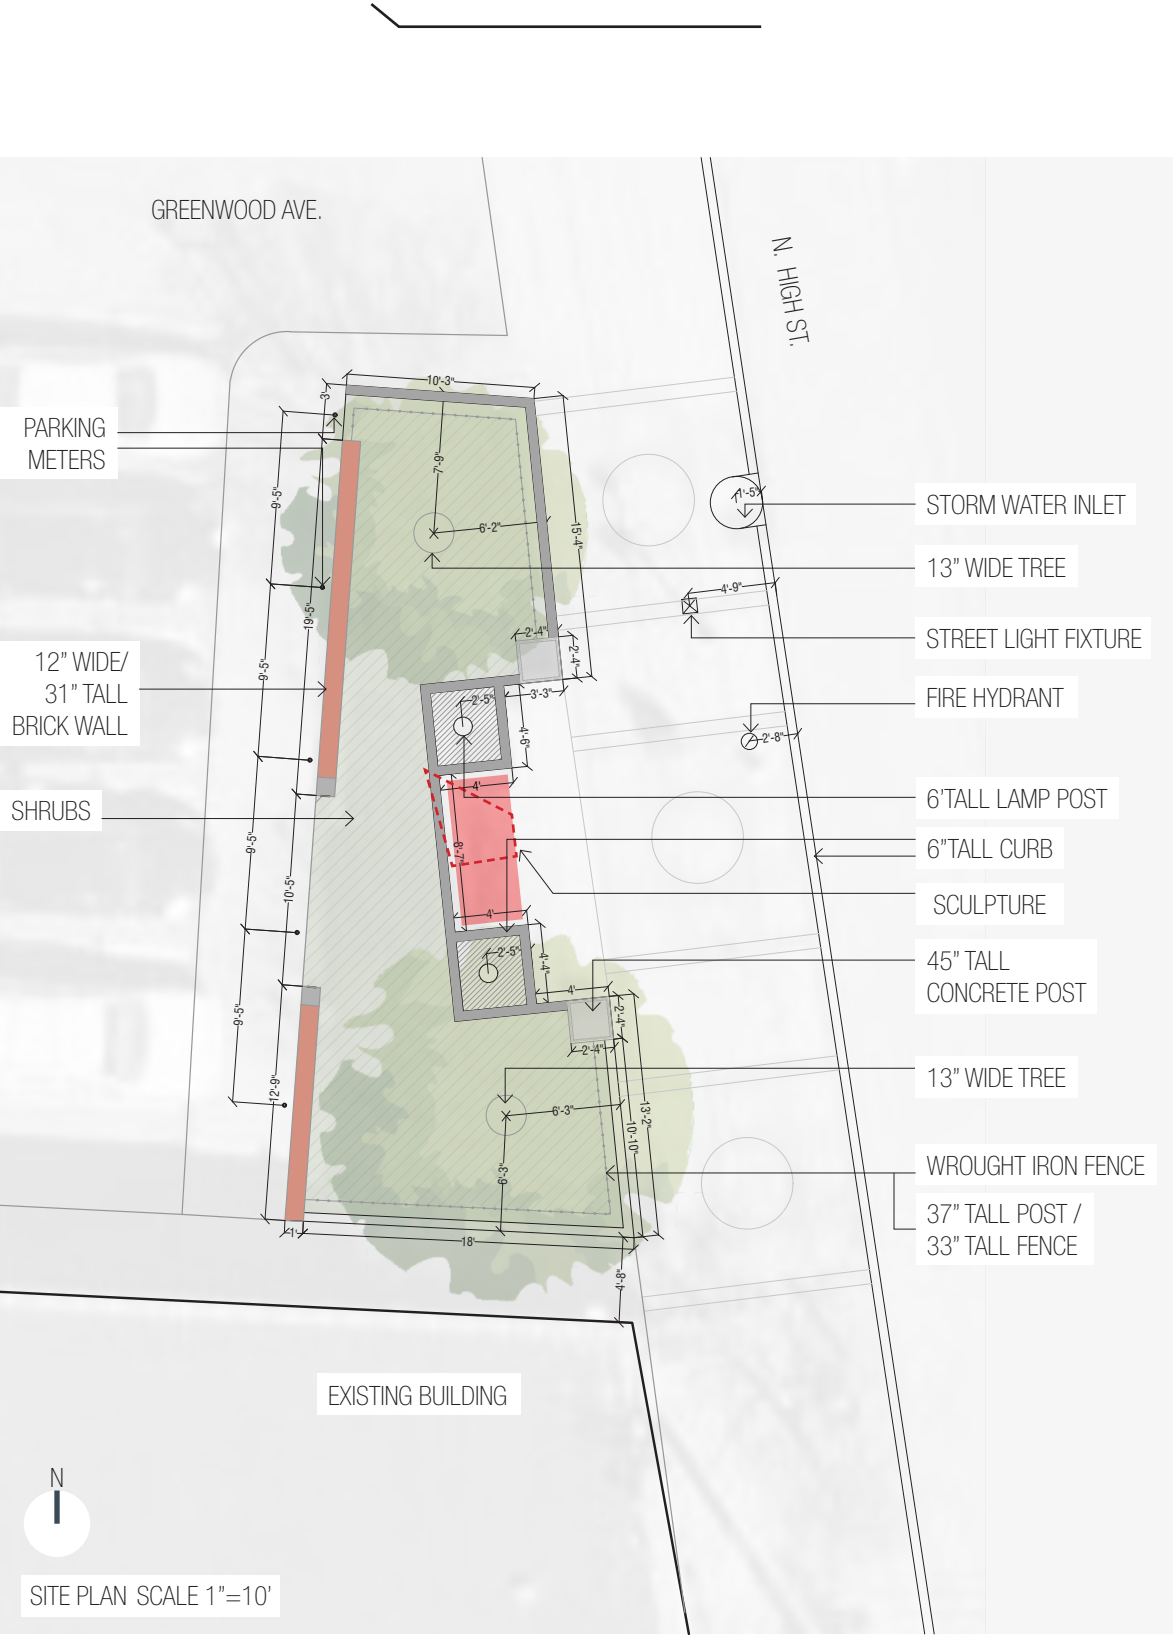 GREENWOOD AVE.
N. HIGH ST.
10'-3"
3'
PARKING
METERS
9'-5"
7'-9"
6'-2"
15'-4"
1'-5"
STORM WATER INLET
13" WIDE TREE
4'-9"
19'-5"
STREET LIGHT FIXTURE
2'-4"
2'-4"
12" WIDE/
31" TALL
BRICK WALL
9'-5"
3'-3"
2'-5"
FIRE HYDRANT
4'-6"
2'-8"
4'
6'TALL LAMP POST
SHRUBS
9'-5"
8'-7"
6"TALL CURB
10'-5"
4'
SCULPTURE
2'-5"
4'-4"
45" TALL
CONCRETE POST
4'
9'-5"
2'-4"
2'-4"
12'-9"
13" WIDE TREE
6'-3"
13'-2"
10'-10"
6'-3"
WROUGHT IRON FENCE
37" TALL POST /
33" TALL FENCE
1'
18'
4'-8"
EXISTING BUILDING
N
SITE PLAN SCALE 1"=10'